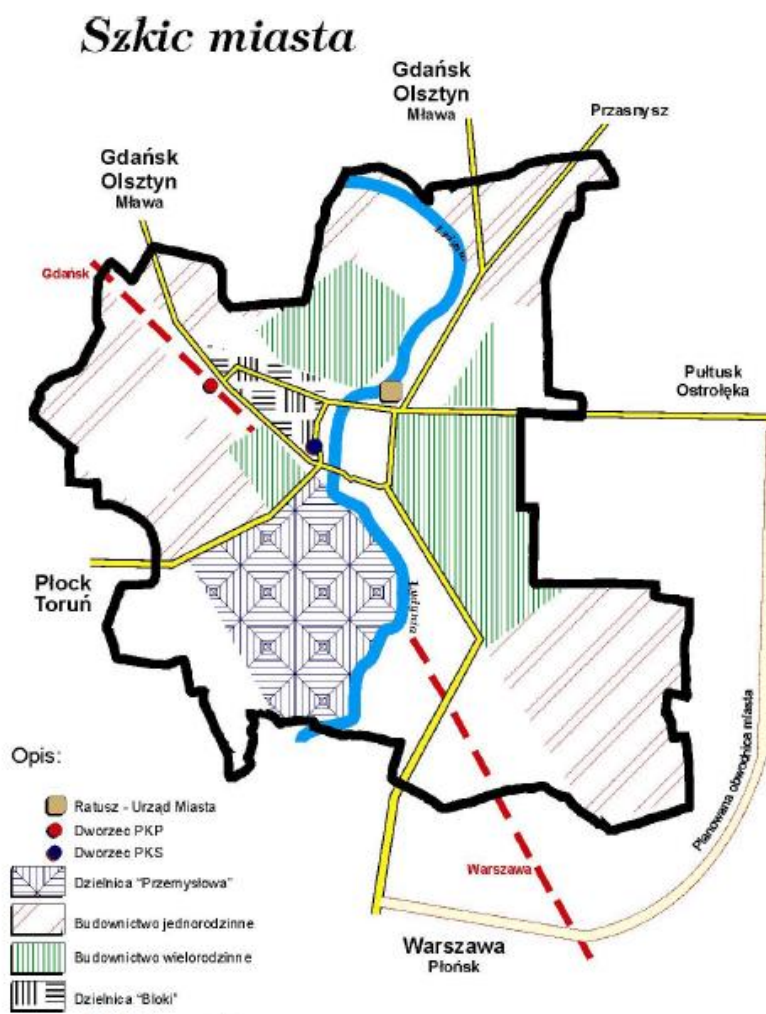 Szkic miasta
Gdańsk
Olsztyn
Mława
Przasnysz
Gdańsk
Olsztyn
Mława
Gdańsk
Łydynia
Pułtusk
Ostrołęka
Płock
Toruń
Łydynia
Planowana obwodnica miasta
Warszawa
Warszawa
Płońsk
Opis:
Ratusz - Urząd Miasta
Dworzec PKP
Dworzec PKS
Dzielnica "Przemysłowa"
Budownictwo jednorodzinne
Budownictwo wielorodzinne
Dzielnica "Bloki"